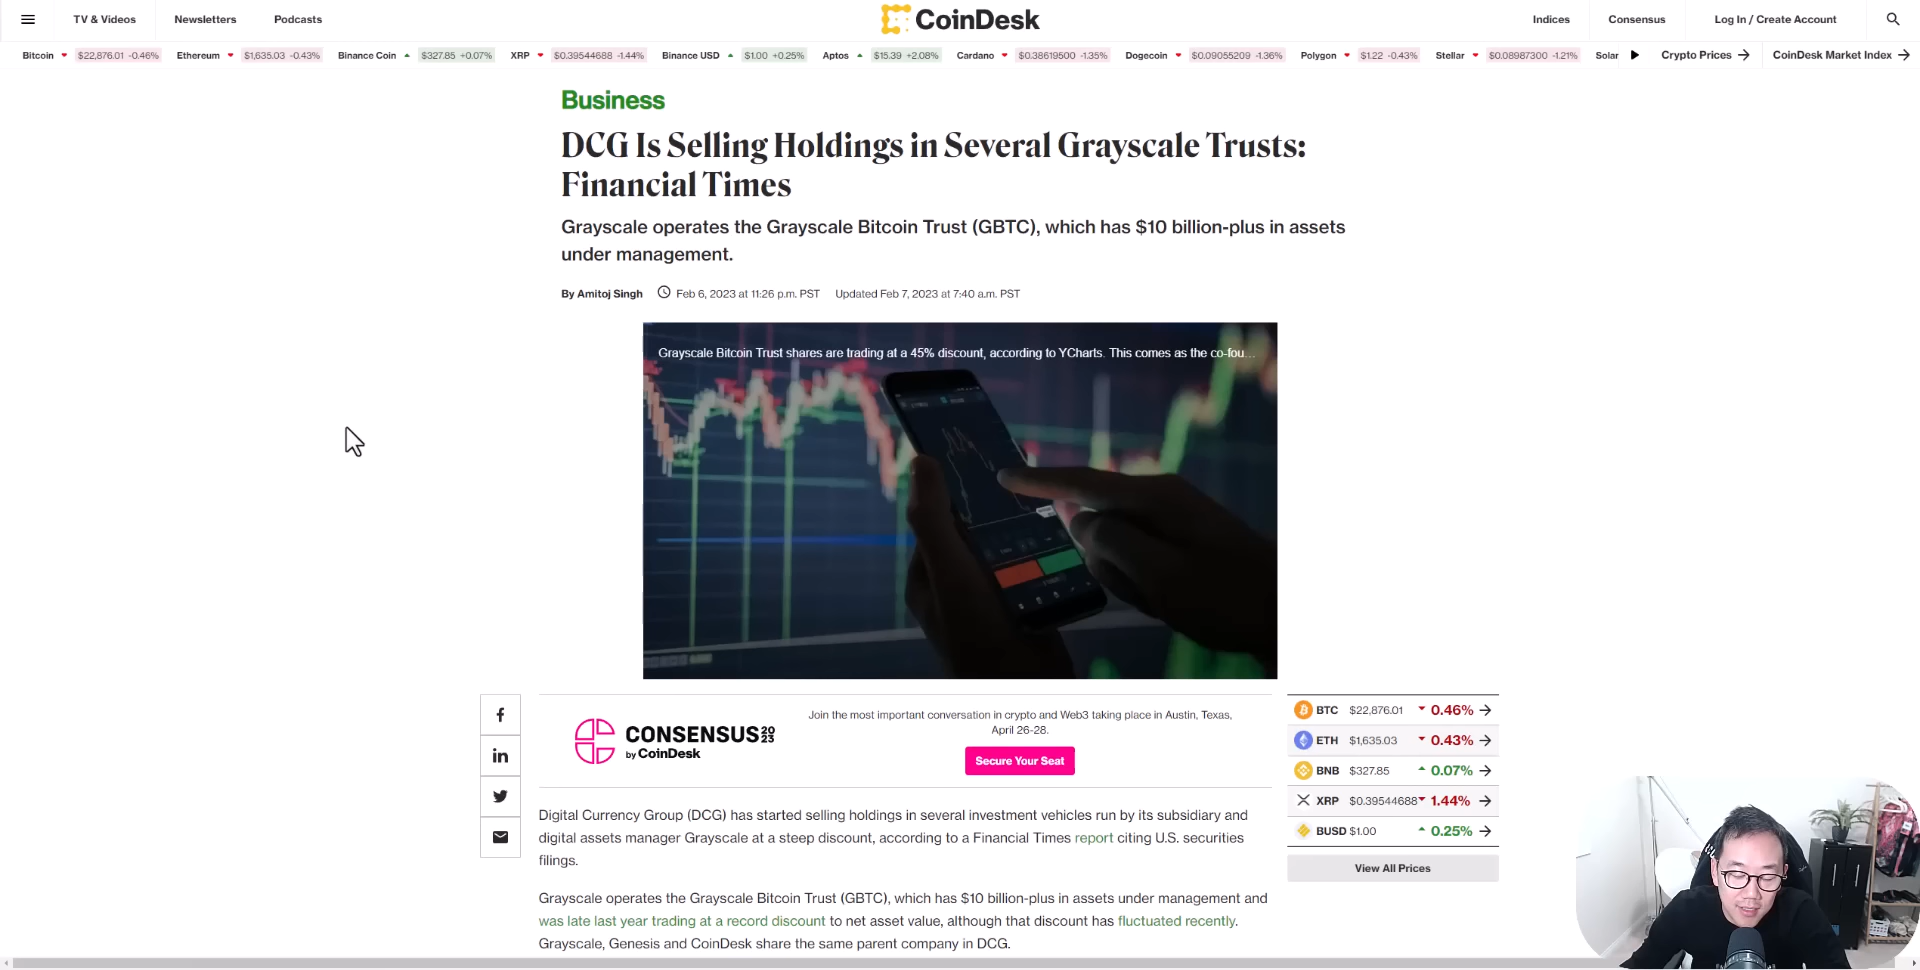 TV & Videos
Newsletters
Podcasts
CoinDesk
Indices
Consensus
Log In / Create Account
Bitcoin $22,876.01 -0.46% Ethereum $1,635.03 -0.43% Binance Coin $327.85 +0.07% XRP $0.39544688 -1.44% Binance USD $1.00 +0.25% Aptos $15.39 +2.08% Cardano $0.38619500 -1.35% Dogecoin $0.09055209 -1.36% Polygon $1.22 -0.43% Stellar $0.08987300 -1.21% Solar
Crypto Prices
CoinDesk Market Index
Business
DCG Is Selling Holdings in Several Grayscale Trusts:
Financial Times
Grayscale operates the Grayscale Bitcoin Trust (GBTC), which has $10 billion-plus in assets
under management.
By Amitoj Singh Feb 6, 2023 at 11:26 p.m. PST Updated Feb 7, 2023 at 7:40 a.m. PST
Grayscale Bitcoin Trust shares are trading at a 45% discount, according to YCharts. This comes as the co-fou...
CONSENSUS 2023
by CoinDesk
Join the most important conversation in crypto and Web3 taking place in Austin, Texas,
April 26-28.
Secure Your Seat
BTC $22,876.01 0.46%
ETH $1,635.03 0.43%
BNB $327.85 0.07%
XRP $0.39544688 1.44%
BUSD $1.00 0.25%
View All Prices
Digital Currency Group (DCG) has started selling holdings in several investment vehicles run by its subsidiary and
digital assets manager Grayscale at a steep discount, according to a Financial Times report citing U.S. securities
filings.
Grayscale operates the Grayscale Bitcoin Trust (GBTC), which has $10 billion-plus in assets under management and
was late last year trading at a record discount to net asset value, although that discount has fluctuated recently.
Grayscale, Genesis and CoinDesk share the same parent company in DCG.